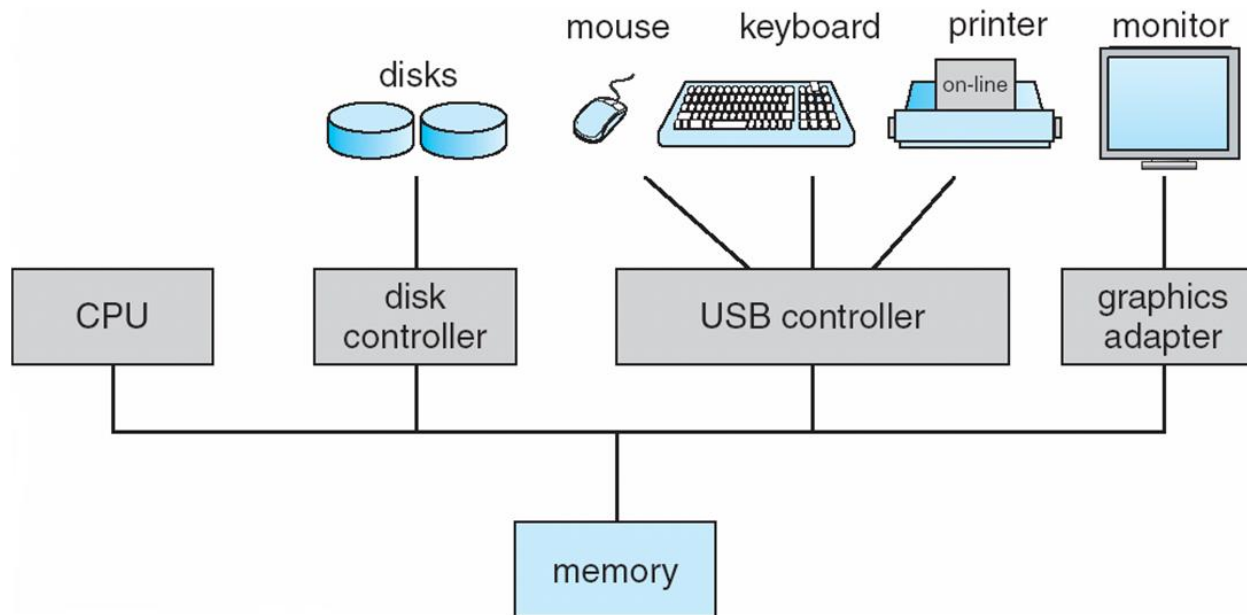 mouse
keyboard
printer
monitor
disks
on-line
CPU
disk
controller
USB controller
graphics
adapter
memory